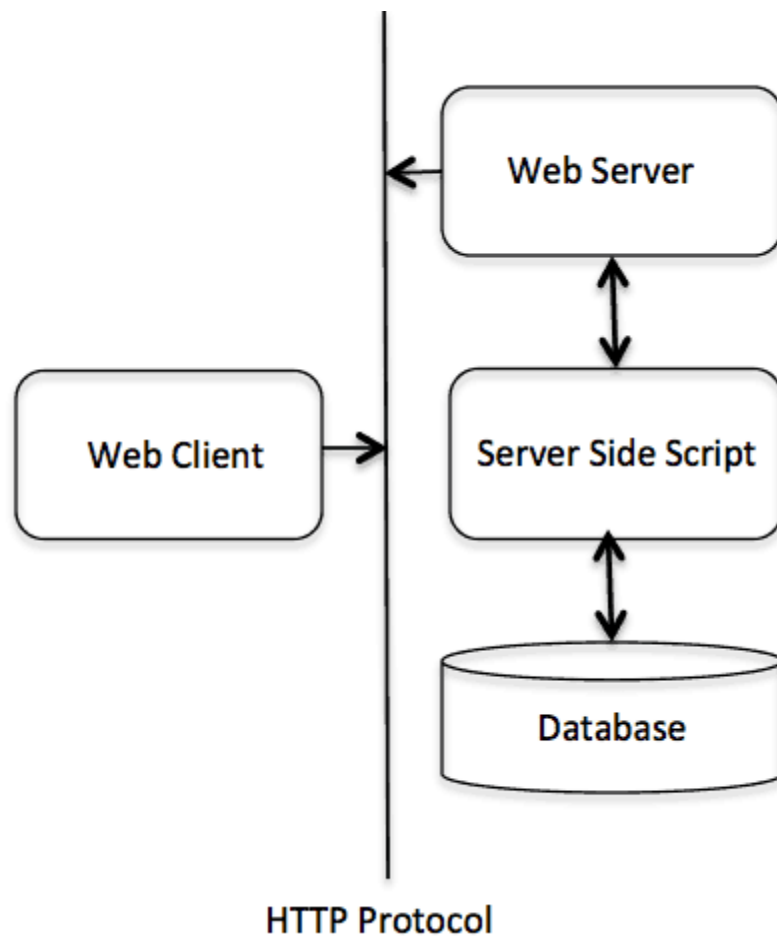 Web Server
Web Client
Server Side Script
Database
HTTP Protocol